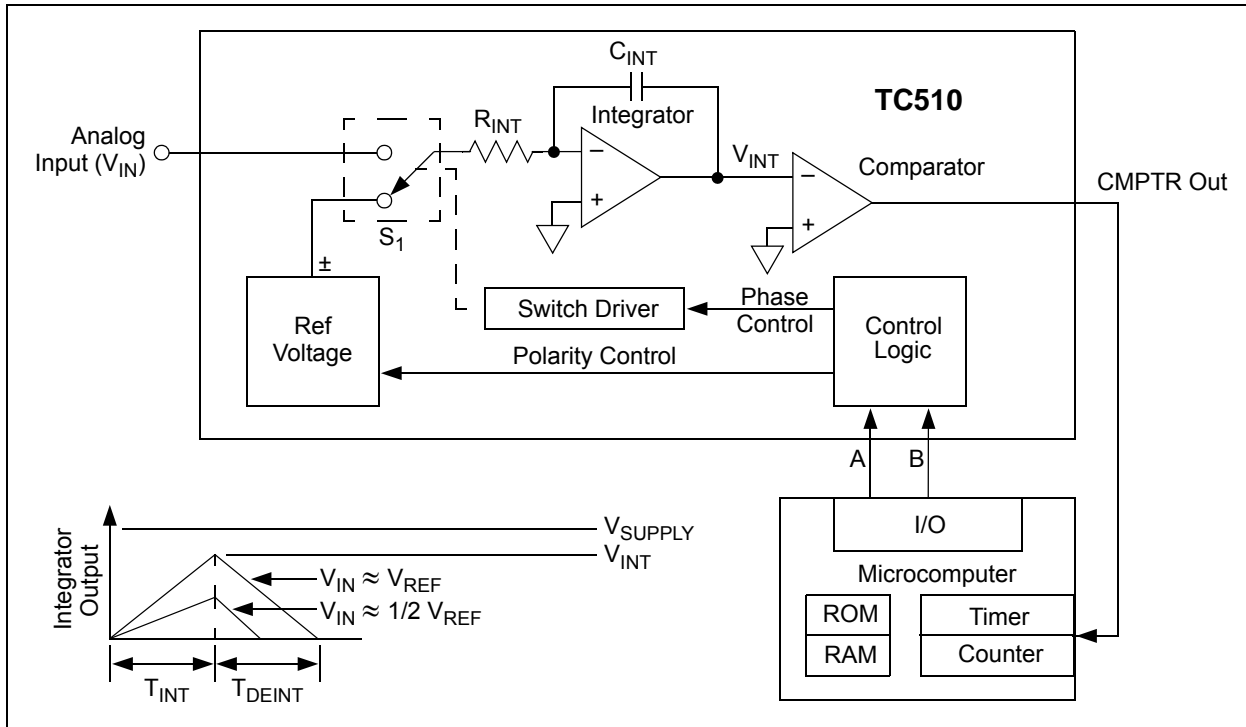 C_INT
TC510
Integrator
R_INT
Analog
Input (V_IN)
−
+
V_INT
−
+
Comparator
CMPTR Out
S_1
±
Ref
Voltage
Switch Driver
Phase
Control
Control
Logic
Polarity Control
A
B
I/O
Microcomputer
ROM
RAM
Timer
Counter
Integrator
Output
V_SUPPLY
V_INT
V_IN ≈ V_REF
V_IN ≈ 1/2 V_REF
T_INT
T_DEINT